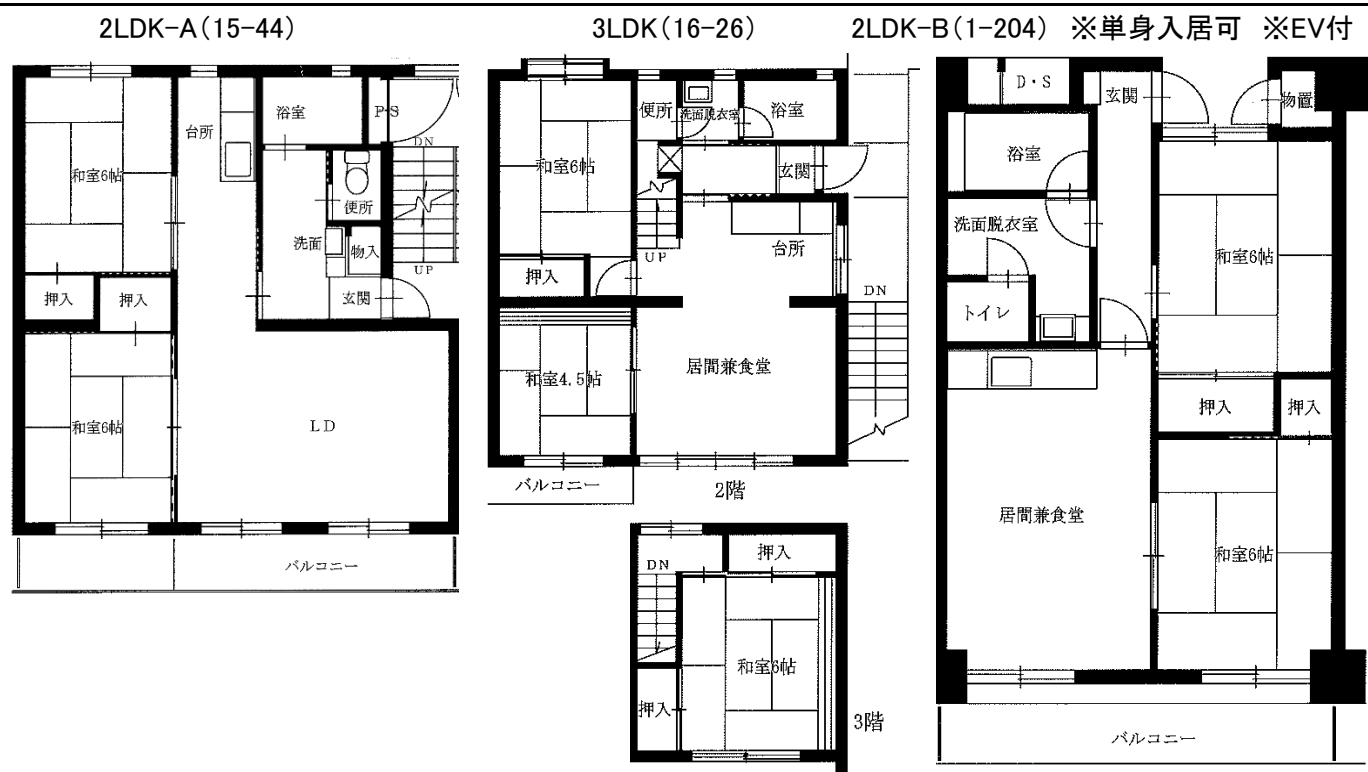 2LDK-A(15-44)
3LDK(16-26)
2LDK-B(1-204) ※単身入居可 ※EV付
和室6帖
台所
浴室
P・S
DN
便所
洗面
物入
UP
玄関
押入
押入
和室6帖
LD
バルコニー
和室6帖
便所
洗面脱衣室
浴室
玄関
UP
台所
押入
DN
和室4.5帖
居間兼食堂
バルコニー
2階
DN
押入
和室6帖
押入
3階
D・S
玄関
物置
浴室
洗面脱衣室
和室6帖
トイレ
押入
押入
居間兼食堂
和室6帖
バルコニー